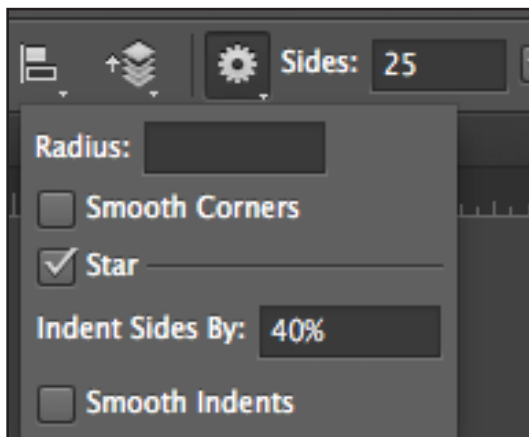 Sides: 25
Radius:
Smooth Corners
Star
Indent Sides By: 40%
Smooth Indents